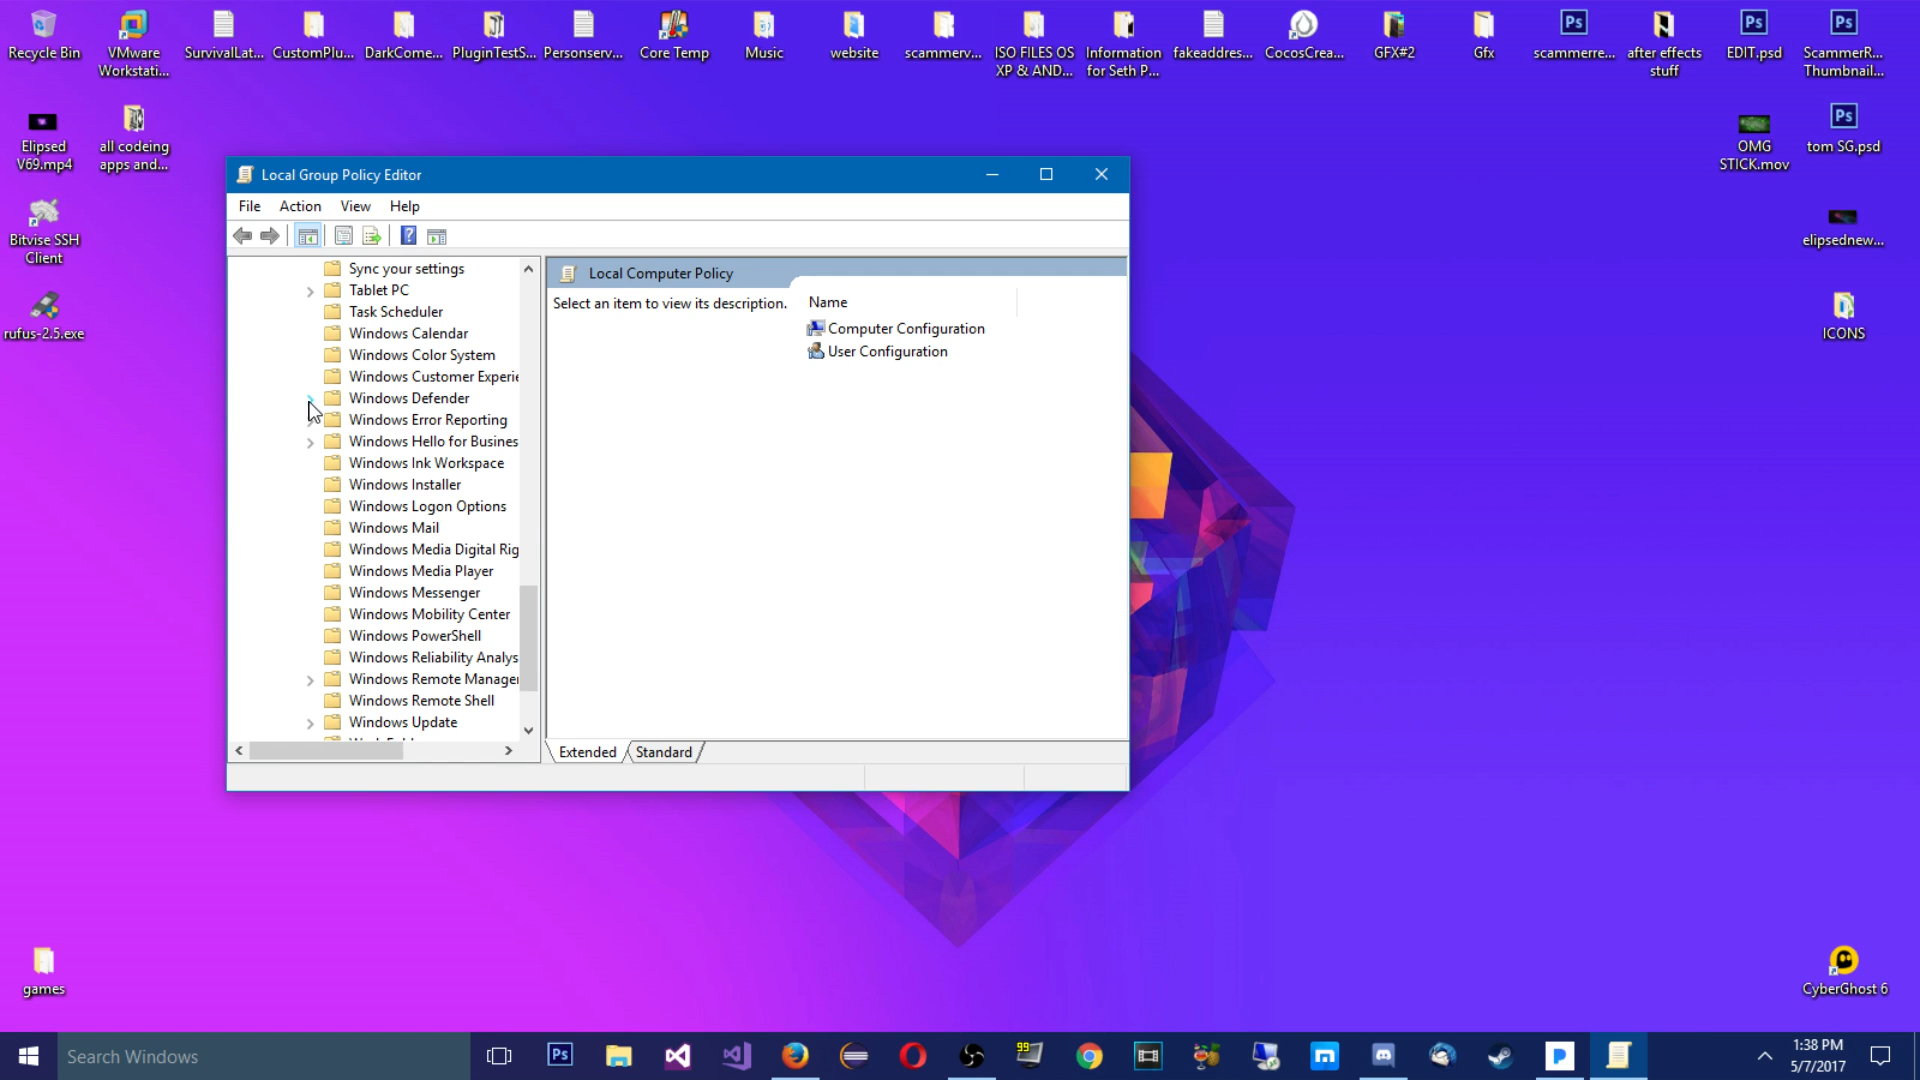 Recycle Bin
VMware
Workstati...
SurvivalLat...
CustomPlu...
DarkCome...
PluginTestS...
Personserv...
Core Temp
Music
website
scammerv...
ISO FILES OS
XP & AND...
Information
for Seth P...
fakeaddres...
CocosCrea...
GFX#2
Gfx
scammerre...
after effects
stuff
EDIT.psd
ScammerR...
Thumbnail...
Elipsed
V69.mp4
all codeing
apps and...
OMG
STICK.mov
tom SG.psd
Bitvise SSH
Client
elipsednew...
rufus-2.5.exe
ICONS
games
CyberGhost 6
Local Group Policy Editor
File Action View Help
Sync your settings
Tablet PC
Task Scheduler
Windows Calendar
Windows Color System
Windows Customer Experie
Windows Defender
Windows Error Reporting
Windows Hello for Busines
Windows Ink Workspace
Windows Installer
Windows Logon Options
Windows Mail
Windows Media Digital Rig
Windows Media Player
Windows Messenger
Windows Mobility Center
Windows PowerShell
Windows Reliability Analys
Windows Remote Manager
Windows Remote Shell
Windows Update
Local Computer Policy
Select an item to view its description.
Name
Computer Configuration
User Configuration
Extended Standard
Search Windows
Ps
99
1:38 PM
5/7/2017